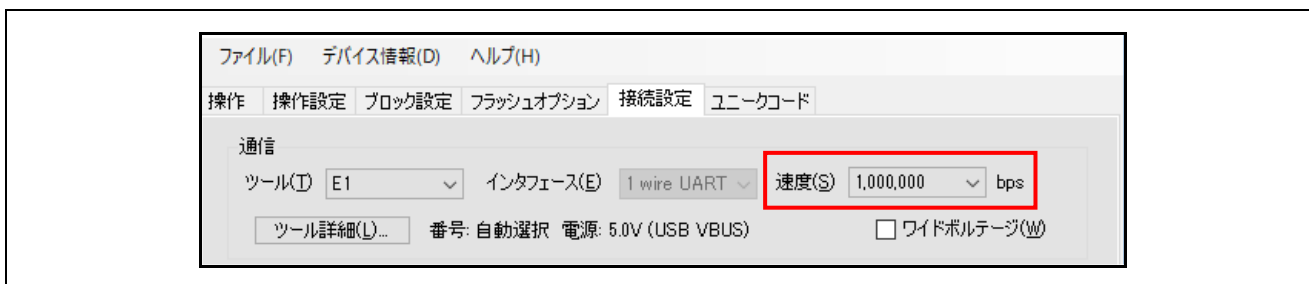 ファイル(F) デバイス情報(D) ヘルプ(H)
操作 操作設定 ブロック設定 フラッシュオプション 接続設定 ユニークコード
通信
ツール(T) E1 インタフェース(E) 1 wire UART 速度(S) 1,000,000 bps
ツール詳細(L)... 番号: 自動選択 電源: 5.0V (USB VBUS) ワイドボルテージ(W)